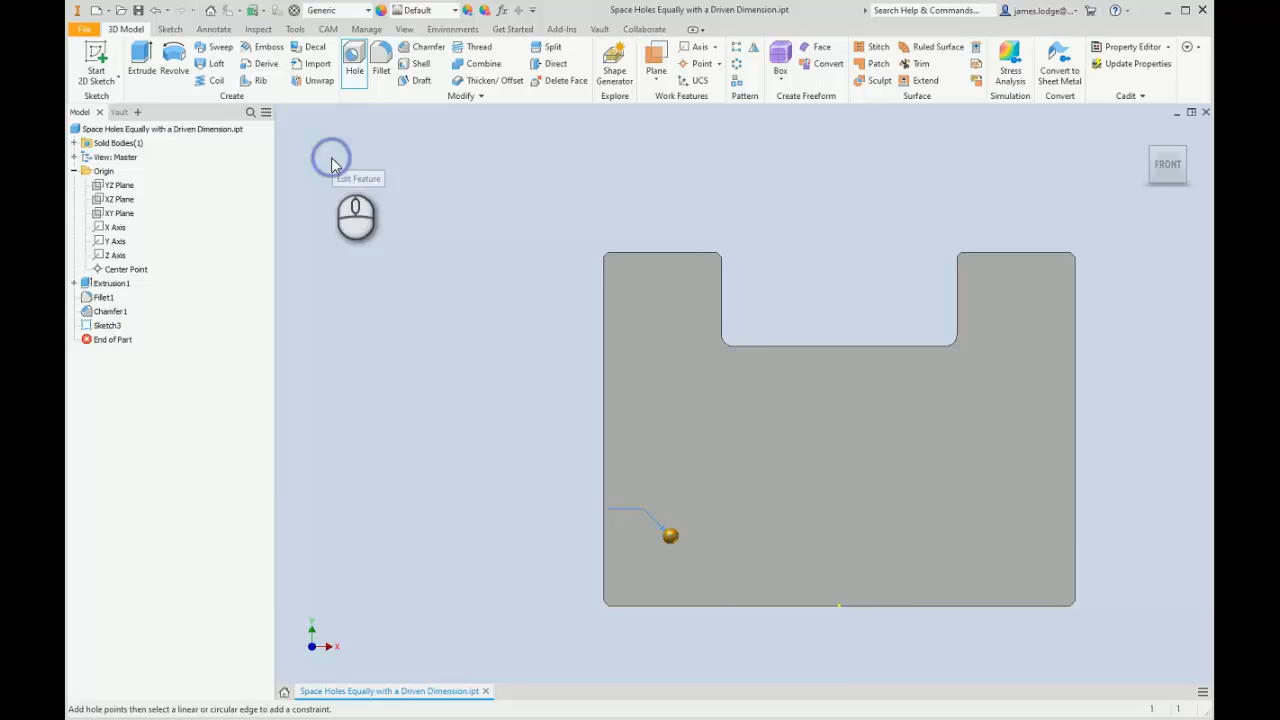 Generic Default Space Holes Equally with a Driven Dimension.ipt Search Help & Commands... james.lodge@...
File 3D Model Sketch Annotate Inspect Tools CAM Manage View Environments Get Started Add-Ins Vault Collaborate
Start
2D Sketch
Extrude
Revolve
Sweep
Loft
Coil
Emboss
Derive
Rib
Decal
Import
Unwrap
Hole
Fillet
Chamfer
Shell
Draft
Thread
Combine
Thicken/ Offset
Split
Direct
Delete Face
Shape
Generator
Plane
Axis
Point
UCS
Box
Face
Convert
Stitch
Patch
Sculpt
Ruled Surface
Trim
Extend
Stress
Analysis
Convert to
Sheet Metal
Property Editor
Update Properties
Sketch Create Modify Explore Work Features Pattern Create Freeform Surface Simulation Convert Cadit
Model Vault
Space Holes Equally with a Driven Dimension.ipt
Solid Bodies(1)
View: Master
Origin
YZ Plane
XZ Plane
XY Plane
X Axis
Y Axis
Z Axis
Center Point
Extrusion1
Fillet1
Chamfer1
Sketch3
End of Part
Edit Feature
FRONT
Y
X
Space Holes Equally with a Driven Dimension.ipt
Add hole points then select a linear or circular edge to add a constraint. 1 1